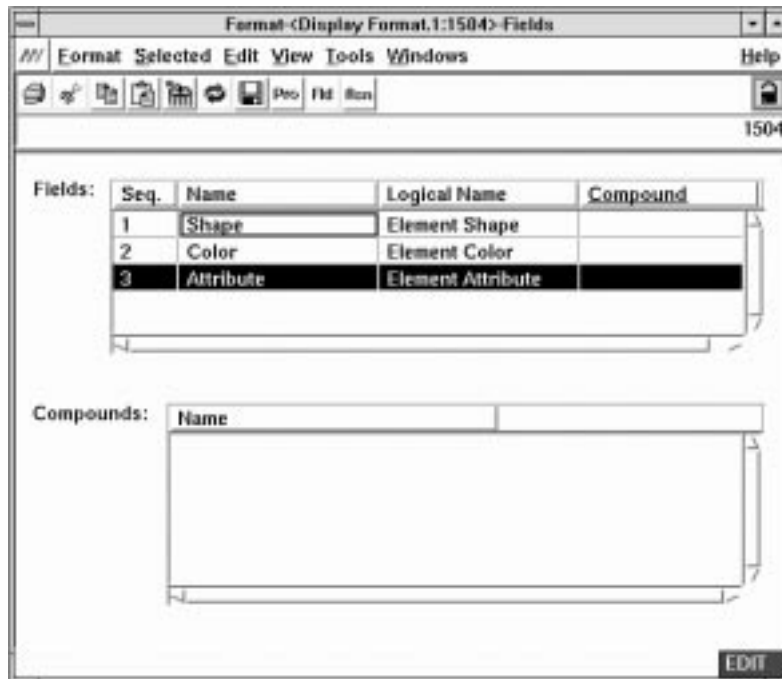 Format-<Display Format.1:1504>-Fields
Format Selected Edit View Tools Windows Help
Pro Fld
1504
Fields:
Seq. Name Logical Name Compound
1 Shape Element Shape
2 Color Element Color
3 Attribute Element Attribute
Compounds:
Name
EDIT